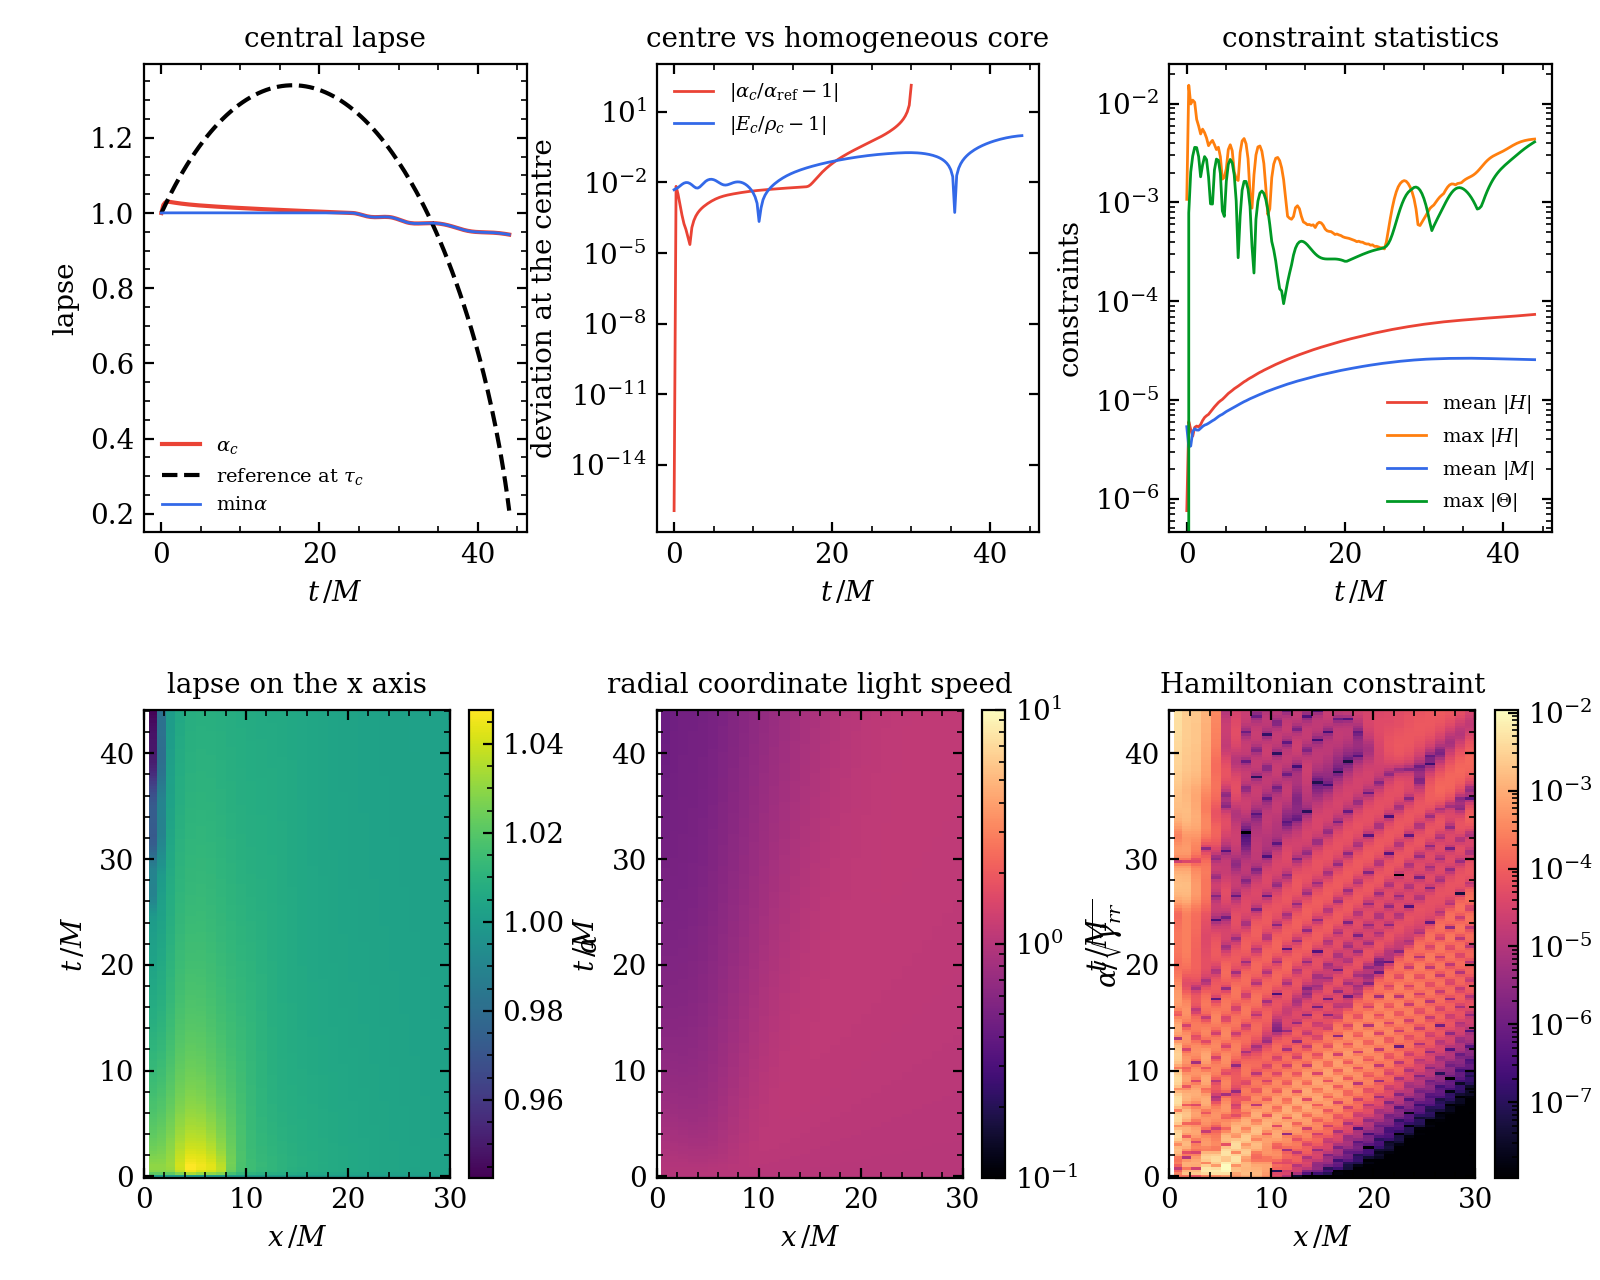 central lapse
centre vs homogeneous core
constraint statistics
lapse
1.2
1.0
0.8
0.6
0.4
0.2
α_c
reference at τ_c
minα
0 20 40
t/M
deviation at the centre
10^1
10^−2
10^−5
10^−8
10^−11
10^−14
|α_c/α_ref − 1|
|E_c/ρ_c − 1|
0 20 40
t/M
constraints
10^−2
10^−3
10^−4
10^−5
10^−6
mean |H|
max |H|
mean |M|
max |Θ|
0 20 40
t/M
lapse on the x axis
radial coordinate light speed
Hamiltonian constraint
t/M
40
30
20
10
0
0 10 20 30
x/M
1.04
1.02
1.00
0.98
0.96
α
t/M
40
30
20
10
0
0 10 20 30
x/M
10^1
10^0
10^−1
α/√γ_rr
t/M
40
30
20
10
0
0 10 20 30
x/M
10^−2
10^−3
10^−4
10^−5
10^−6
10^−7